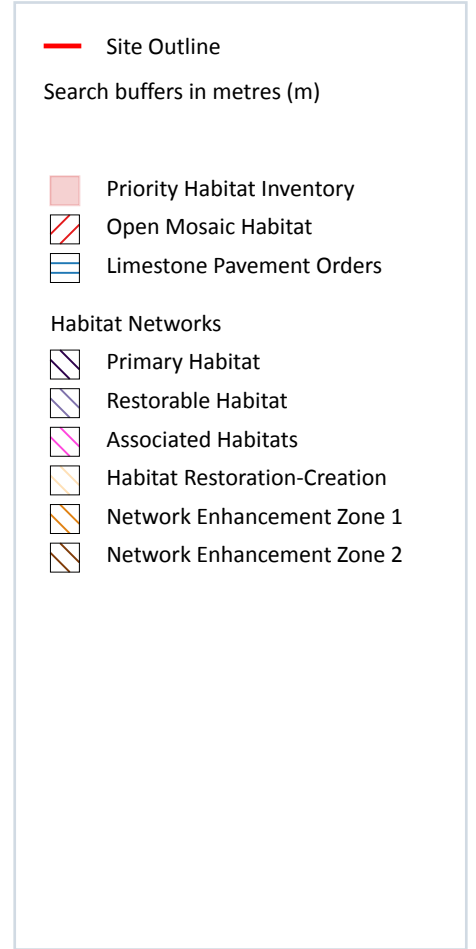 Site Outline
Search buffers in metres (m)
Priority Habitat Inventory
Open Mosaic Habitat
Limestone Pavement Orders
Habitat Networks
Primary Habitat
Restorable Habitat
Associated Habitats
Habitat Restoration-Creation
Network Enhancement Zone 1
Network Enhancement Zone 2